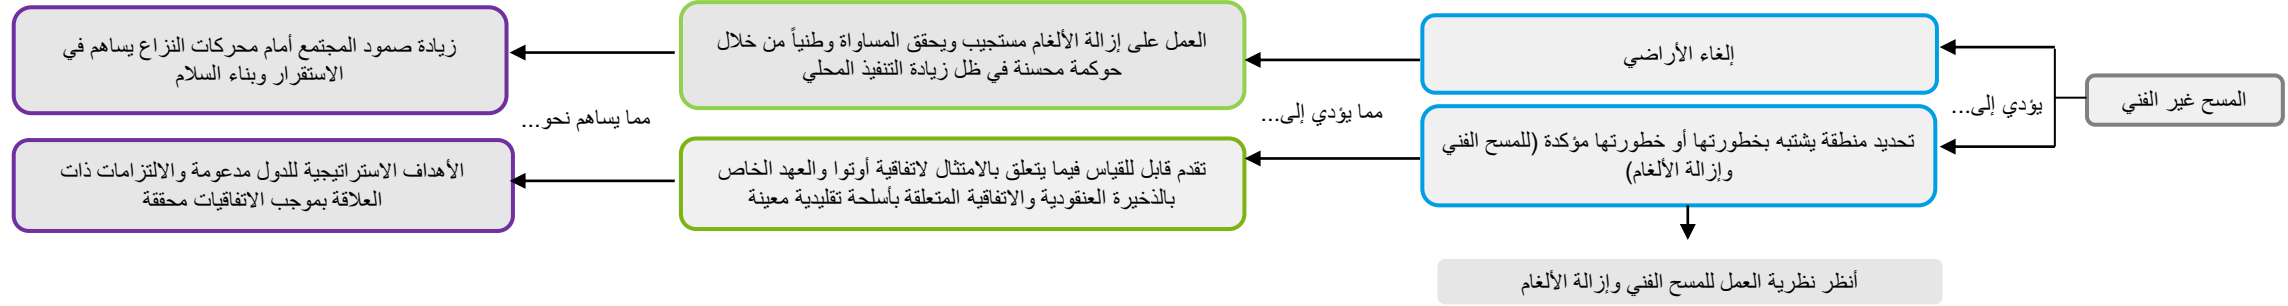 المسح غير الفني
يؤدي إلى...
إلغاء الأراضي
تحديد منطقة يشتبه بخطورتها أو خطورتها مؤكدة (للمسح الفني
وإزالة الألغام)
أنظر نظرية العمل للمسح الفني وإزالة الألغام
مما يؤدي إلى...
العمل على إزالة الألغام مستجيب ويحقق المساواة وطنياً من خلال
حوكمة محسنة في ظل زيادة التنفيذ المحلي
تقدم قابل للقياس فيما يتعلق بالامتثال لاتفاقية أوتوا والعهد الخاص
بالذخيرة العنقودية والاتفاقية المتعلقة بأسلحة تقليدية معينة
مما يساهم نحو...
زيادة صمود المجتمع أمام محركات النزاع يساهم في
الاستقرار وبناء السلام
الأهداف الاستراتيجية للدول مدعومة والالتزامات ذات
العلاقة بموجب الاتفاقيات محققة